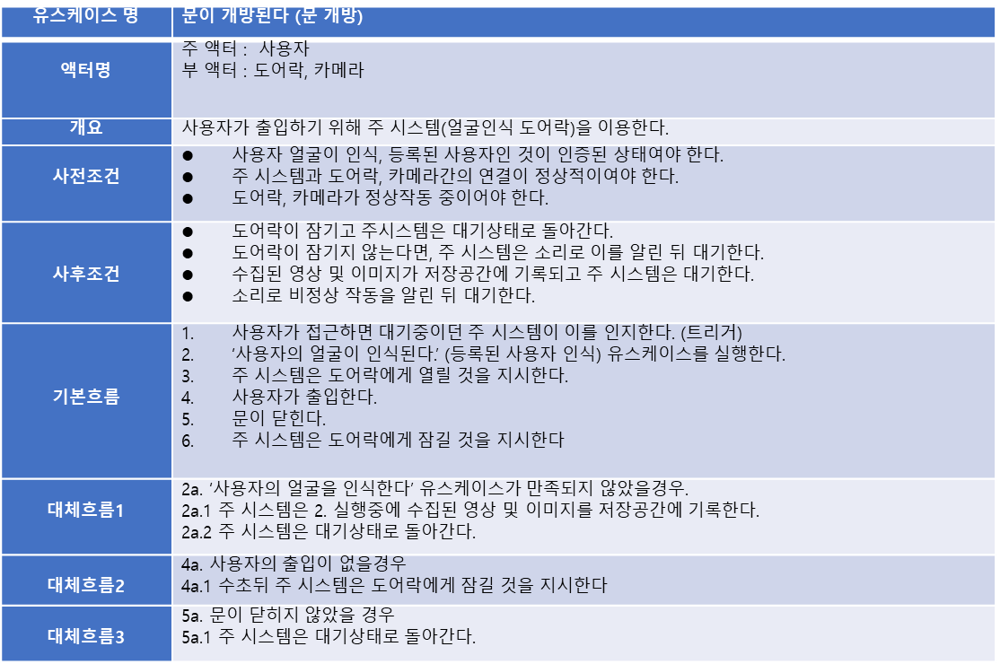 유스케이스 명
문이 개방된다 (문 개방)
액터명
주 액터 : 사용자
부 액터 : 도어락, 카메라
개요
사용자가 출입하기 위해 주 시스템(얼굴인식 도어락)을 이용한다.
사전조건
● 사용자 얼굴이 인식, 등록된 사용자인 것이 인증된 상태여야 한다.
● 주 시스템과 도어락, 카메라간의 연결이 정상적이여야 한다.
● 도어락, 카메라가 정상작동 중이어야 한다.
사후조건
● 도어락이 잠기고 주시스템은 대기상태로 돌아간다.
● 도어락이 잠기지 않는다면, 주 시스템은 소리로 이를 알린 뒤 대기한다.
● 수집된 영상 및 이미지가 저장공간에 기록되고 주 시스템은 대기한다.
● 소리로 비정상 작동을 알린 뒤 대기한다.
기본흐름
1. 사용자가 접근하면 대기중이던 주 시스템이 이를 인지한다. (트리거)
2. ‘사용자의 얼굴이 인식된다.’ (등록된 사용자 인식) 유스케이스를 실행한다.
3. 주 시스템은 도어락에게 열릴 것을 지시한다.
4. 사용자가 출입한다.
5. 문이 닫힌다.
6. 주 시스템은 도어락에게 잠길 것을 지시한다
대체흐름1
2a. ‘사용자의 얼굴을 인식한다’ 유스케이스가 만족되지 않았을경우.
2a.1 주 시스템은 2. 실행중에 수집된 영상 및 이미지를 저장공간에 기록한다.
2a.2 주 시스템은 대기상태로 돌아간다.
대체흐름2
4a. 사용자의 출입이 없을경우
4a.1 수초뒤 주 시스템은 도어락에게 잠길 것을 지시한다
대체흐름3
5a. 문이 닫히지 않았을 경우
5a.1 주 시스템은 대기상태로 돌아간다.